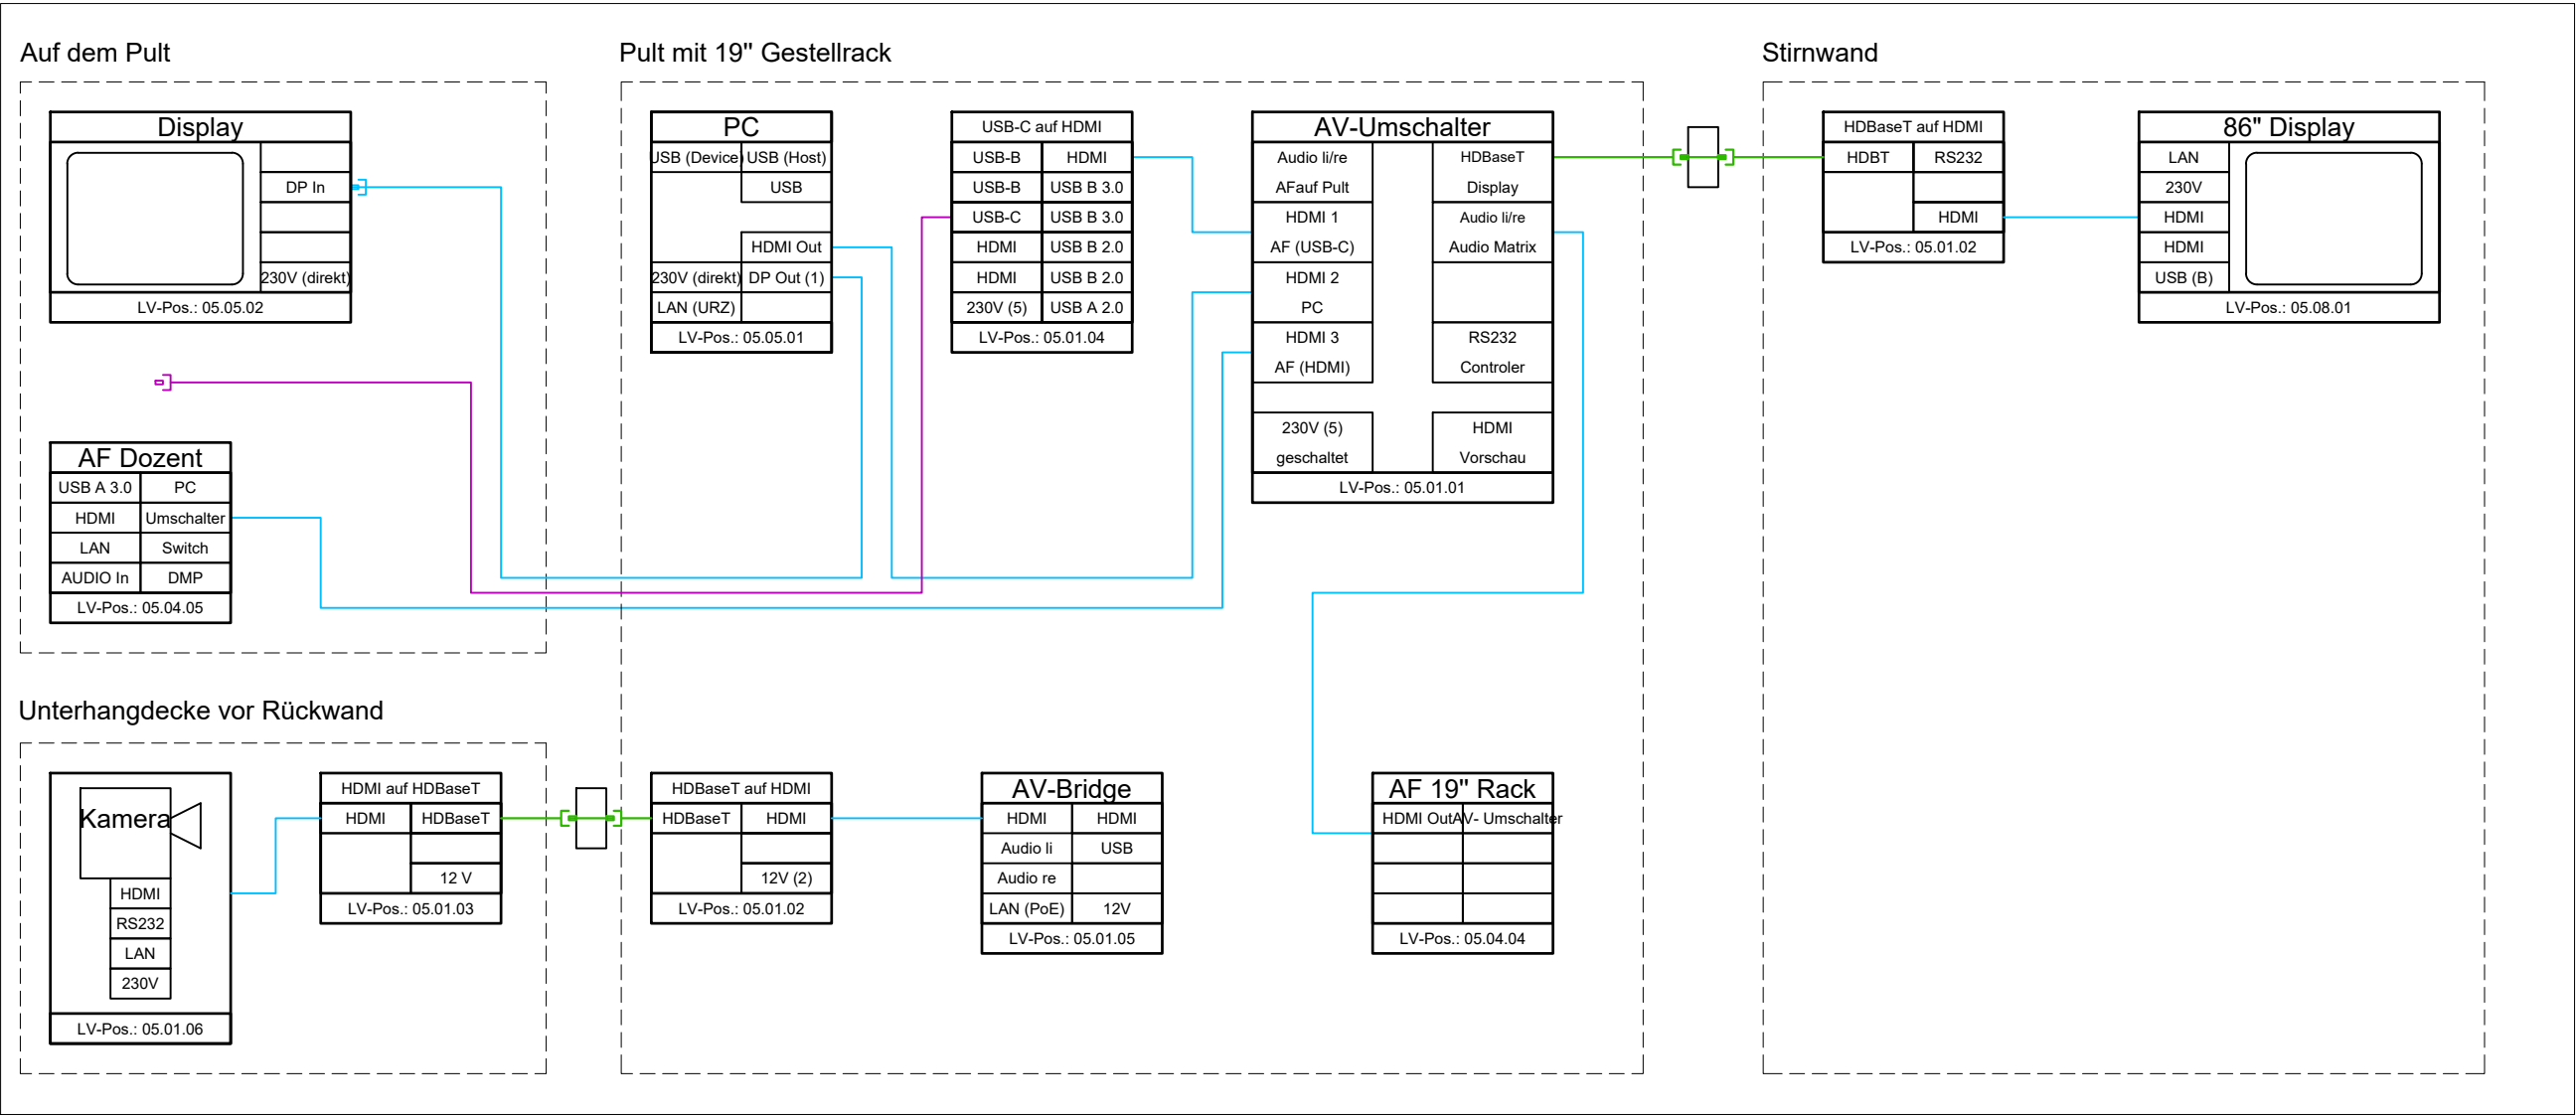 Auf dem Pult
Display
DP In
230V (direkt)
LV-Pos.: 05.05.02
AF Dozent
USB A 3.0 PC
HDMI Umschalter
LAN Switch
AUDIO In DMP
LV-Pos.: 05.04.05
Pult mit 19" Gestellrack
PC
USB (Device) USB (Host)
USB
HDMI Out
230V (direkt) DP Out (1)
LAN (URZ)
LV-Pos.: 05.05.01
USB-C auf HDMI
USB-B HDMI
USB-B USB B 3.0
USB-C USB B 3.0
HDMI USB B 2.0
HDMI USB B 2.0
230V (5) USB A 2.0
LV-Pos.: 05.01.04
AV-Umschalter
Audio li/re HDBaseT
AFauf Pult Display
HDMI 1 Audio li/re
AF (USB-C) Audio Matrix
HDMI 2
PC
HDMI 3 RS232
AF (HDMI) Controler
230V (5) HDMI
geschaltet Vorschau
LV-Pos.: 05.01.01
Stirnwand
HDBaseT auf HDMI
HDBT RS232
HDMI
LV-Pos.: 05.01.02
86" Display
LAN
230V
HDMI
HDMI
USB (B)
LV-Pos.: 05.08.01
Unterhangdecke vor Rückwand
Kamera
HDMI
RS232
LAN
230V
LV-Pos.: 05.01.06
HDMI auf HDBaseT
HDMI HDBaseT
12 V
LV-Pos.: 05.01.03
HDBaseT auf HDMI
HDBaseT HDMI
12V (2)
LV-Pos.: 05.01.02
AV-Bridge
HDMI HDMI
Audio li USB
Audio re
LAN (PoE) 12V
LV-Pos.: 05.01.05
AF 19" Rack
HDMI Out AV- Umschalter
LV-Pos.: 05.04.04